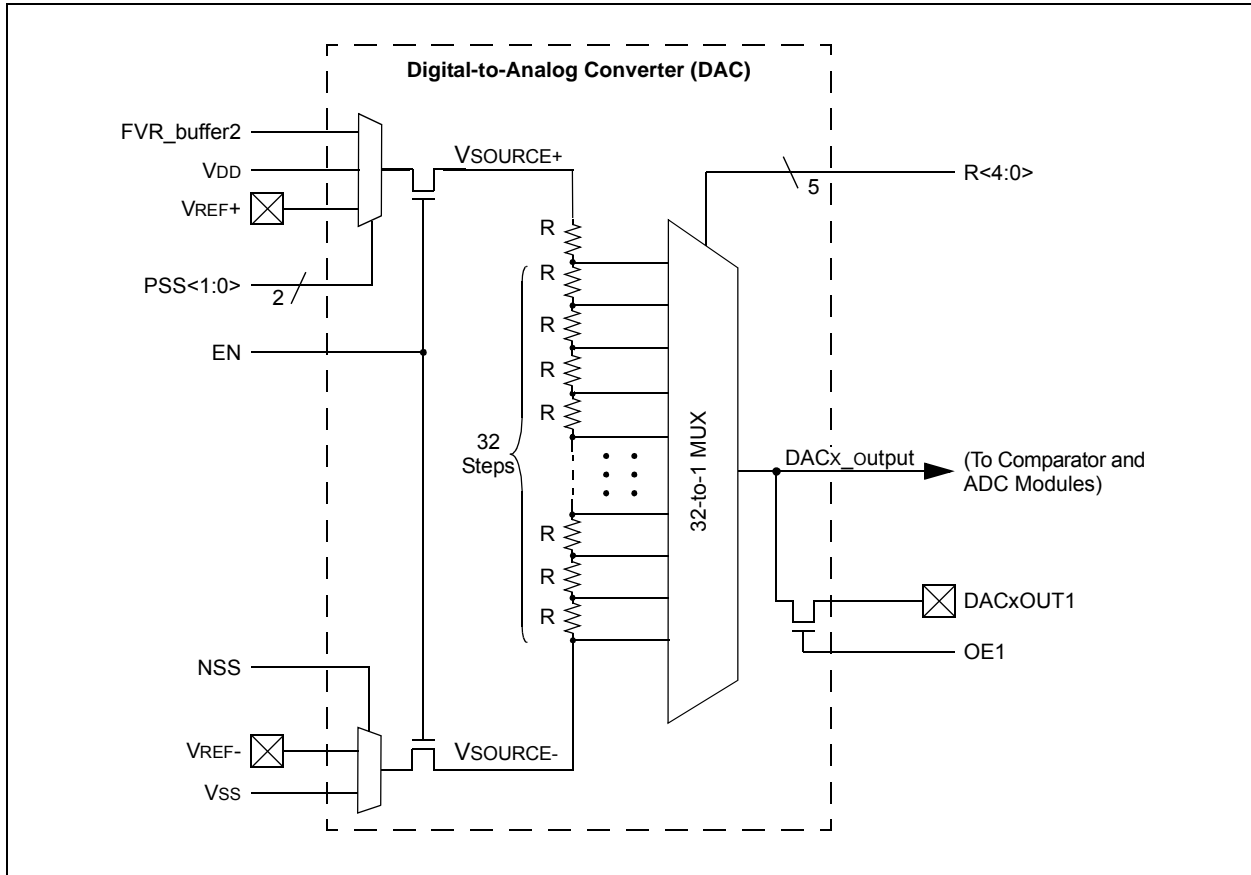 Digital-to-Analog Converter (DAC)
FVR_buffer2
VDD
VREF+
PSS<1:0>
2
EN
VSOURCE+
R
R
R
R
R
32
Steps
R
R
R
32-to-1 MUX
5
R<4:0>
DACX_output
(To Comparator and
ADC Modules)
DACxOUT1
OE1
NSS
VREF-
VSS
VSOURCE-